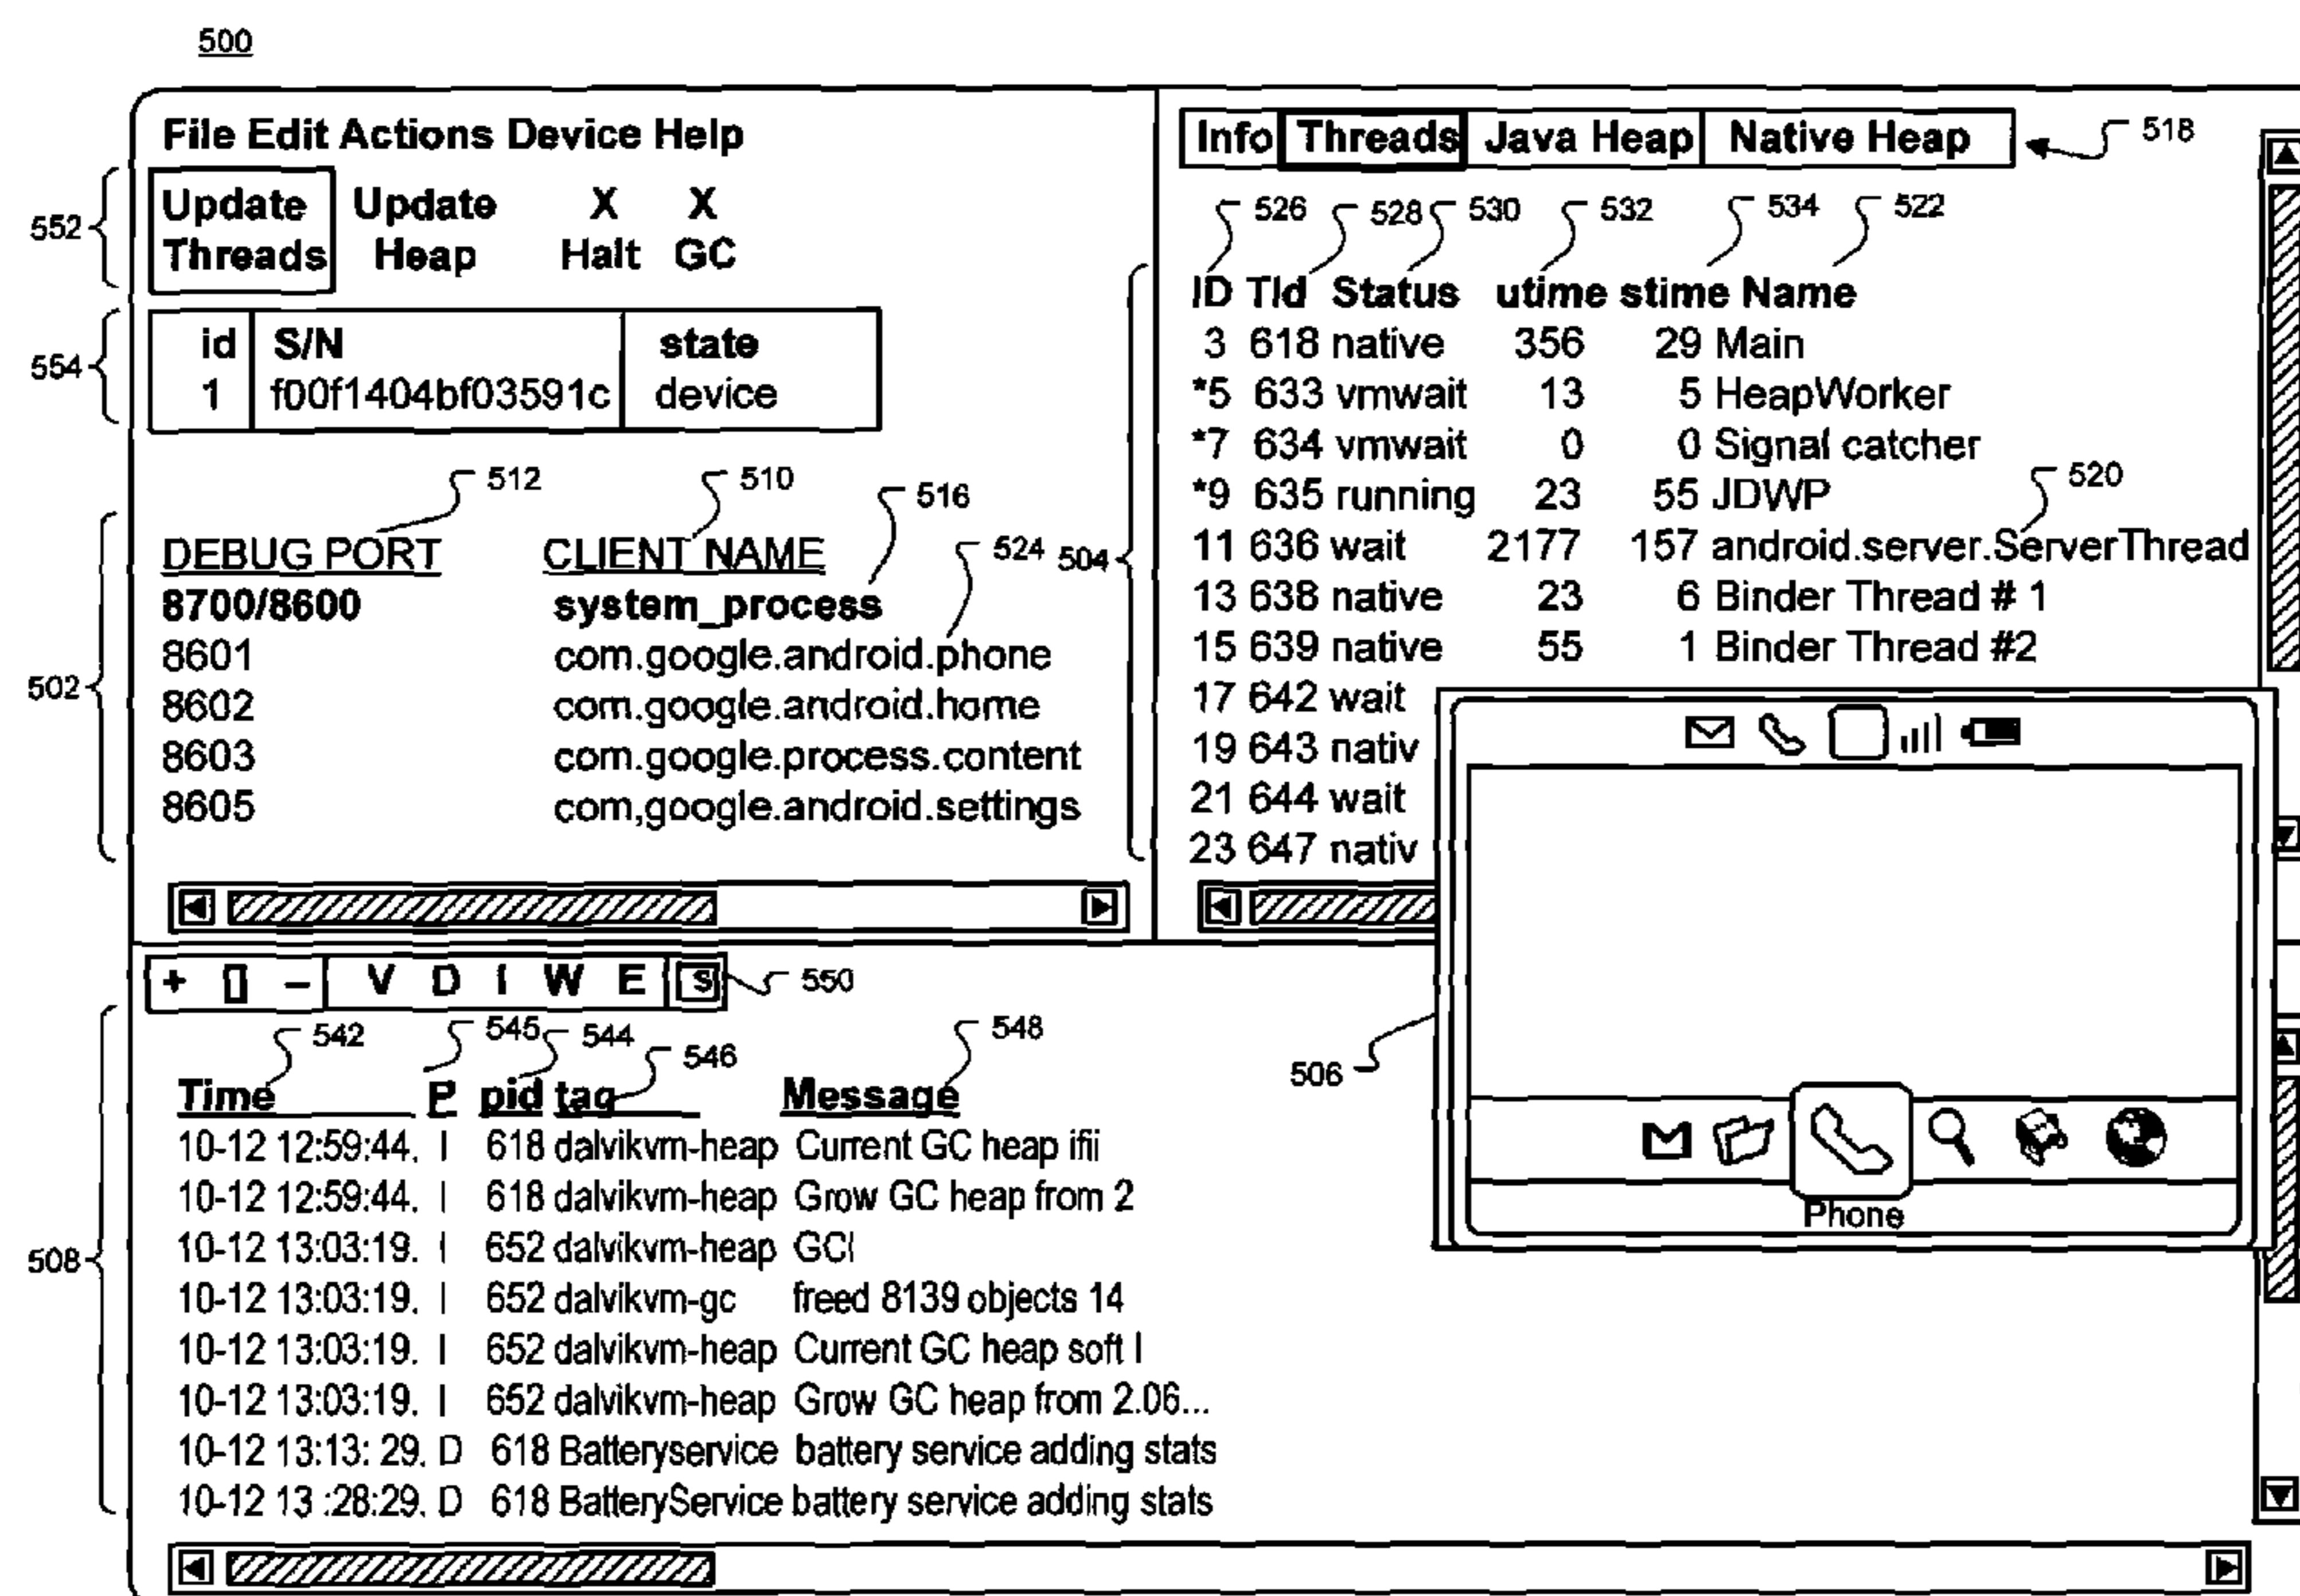 500
File Edit Actions Device Help
552
Update Update X X
Threads Heap Halt GC
554
id S/N state
1 f00f1404bf03591c device
512 510 516 524
502
DEBUG PORT CLIENT NAME
8700/8600 system_process
8601 com.google.android.phone
8602 com.google.android.home
8603 com.google.process.content
8605 com,google.android.settings
Info Threads Java Heap Native Heap 518
526 528 530 532 534 522
504
ID TId Status utime stime Name
3 618 native 356 29 Main
*5 633 vmwait 13 5 HeapWorker
*7 634 vmwait 0 0 Signal catcher
*9 635 running 23 55 JDWP
520
11 636 wait 2177 157 android.server.ServerThread
13 638 native 23 6 Binder Thread # 1
15 639 native 55 1 Binder Thread #2
17 642 wait
19 643 nativ
21 644 wait
23 647 nativ
506
Phone
+ [] – V D I W E S 550
542 545 544 546 548
508
Time P pid tag Message
10-12 12:59:44. I 618 dalvikvm-heap Current GC heap ifii
10-12 12:59:44. I 618 dalvikvm-heap Grow GC heap from 2
10-12 13:03:19. I 652 dalvikvm-heap GC!
10-12 13:03:19. I 652 dalvikvm-gc freed 8139 objects 14
10-12 13:03:19. I 652 dalvikvm-heap Current GC heap soft l
10-12 13:03:19. I 652 dalvikvm-heap Grow GC heap from 2.06...
10-12 13:13: 29. D 618 Batteryservice battery service adding stats
10-12 13 :28:29. D 618 BatteryService battery service adding stats